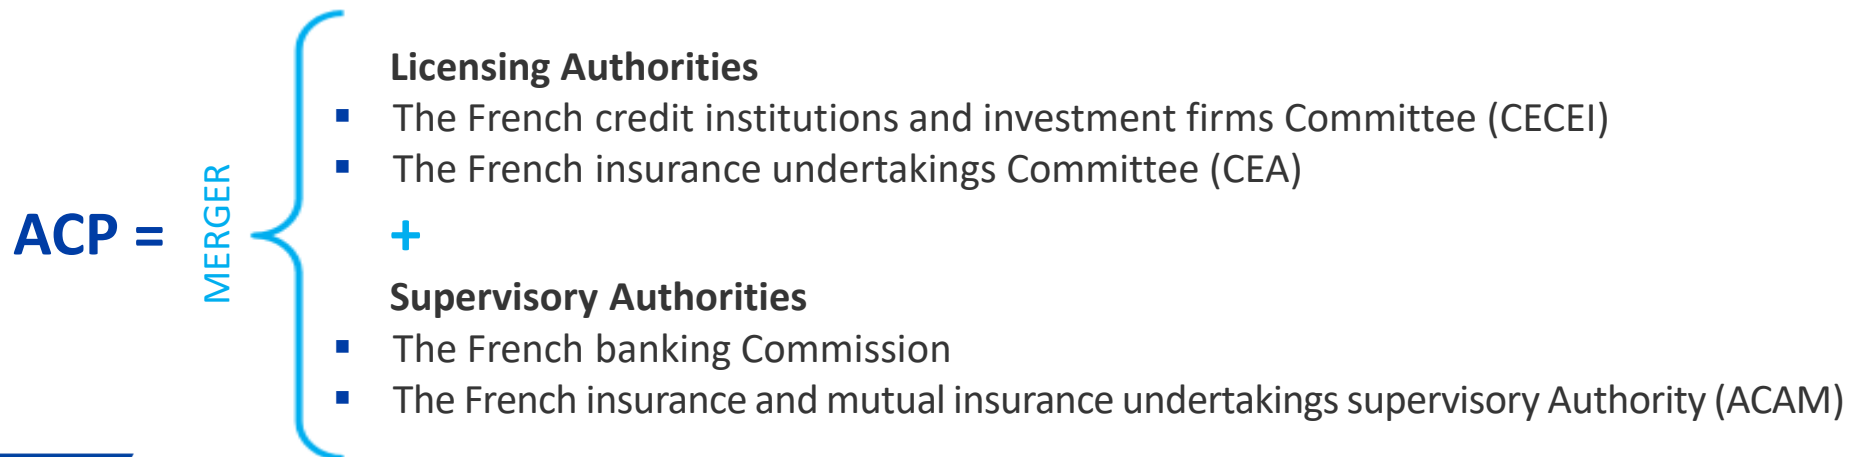 Licensing Authorities
▪ The French credit institutions and investment firms Committee (CECEI)
▪ The French insurance undertakings Committee (CEA)
ACP =
MERGER
+
Supervisory Authorities
▪ The French banking Commission
▪ The French insurance and mutual insurance undertakings supervisory Authority (ACAM)